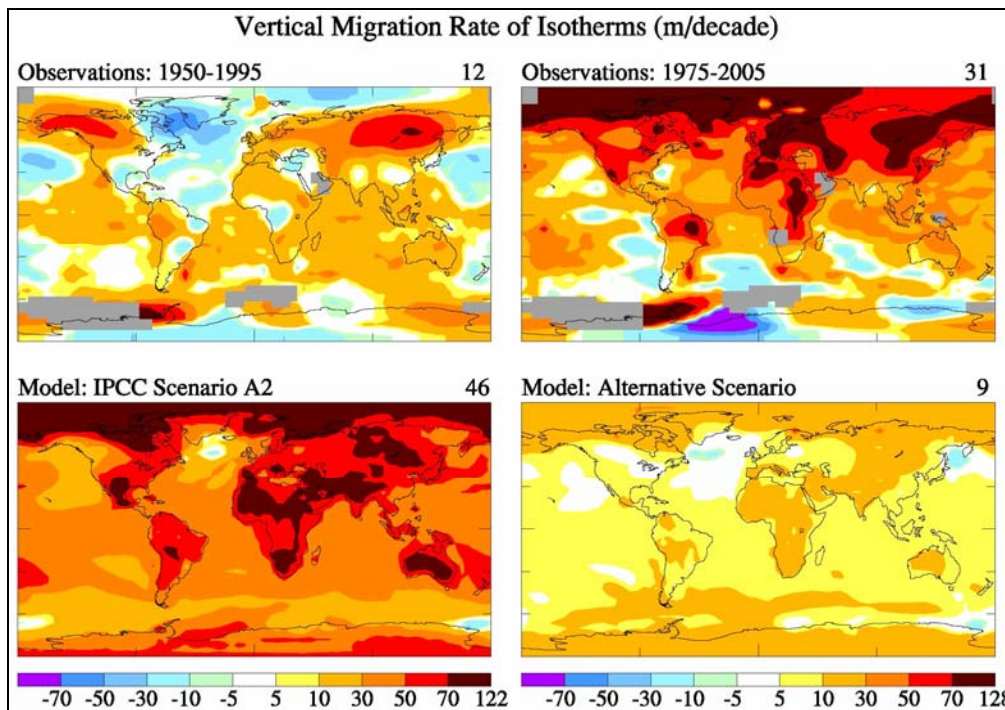 Vertical Migration Rate of Isotherms (m/decade)
Observations: 1950-1995 12
Observations: 1975-2005 31
Model: IPCC Scenario A2 46
Model: Alternative Scenario 9
-70 -50 -30 -10 -5 5 10 30 50 70 122
-70 -50 -30 -10 -5 5 10 30 50 70 128